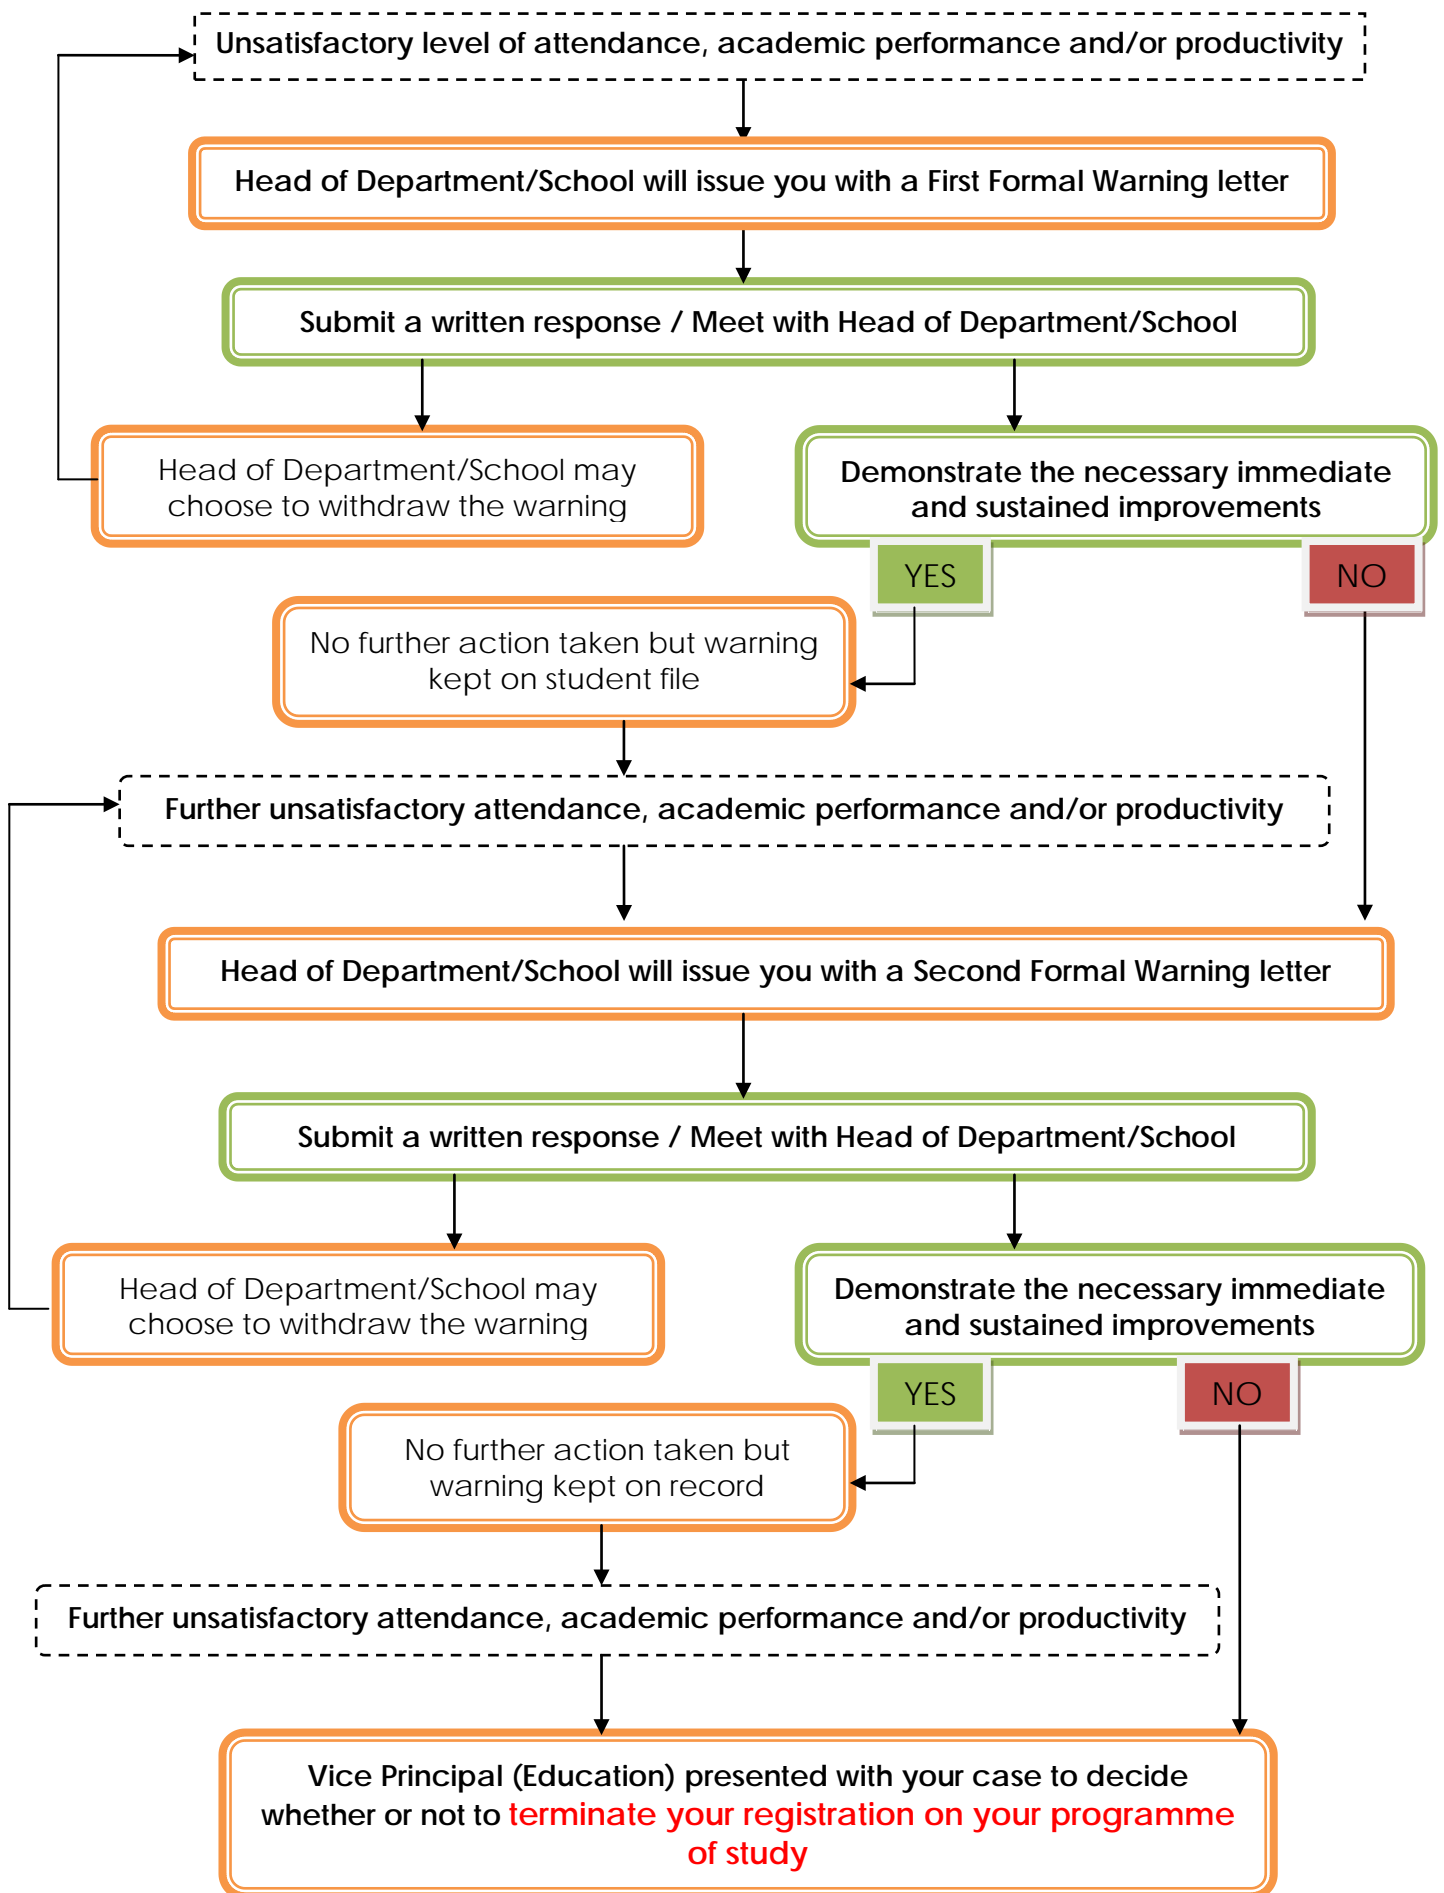 Unsatisfactory level of attendance, academic performance and/or productivity
Head of Department/School will issue you with a First Formal Warning letter
Submit a written response / Meet with Head of Department/School
Head of Department/School may
choose to withdraw the warning
Demonstrate the necessary immediate
and sustained improvements
YES
NO
No further action taken but warning
kept on student file
Further unsatisfactory attendance, academic performance and/or productivity
Head of Department/School will issue you with a Second Formal Warning letter
Submit a written response / Meet with Head of Department/School
Head of Department/School may
choose to withdraw the warning
Demonstrate the necessary immediate
and sustained improvements
YES
NO
No further action taken but
warning kept on record
Further unsatisfactory attendance, academic performance and/or productivity
Vice Principal (Education) presented with your case to decide
whether or not to terminate your registration on your programme
of study